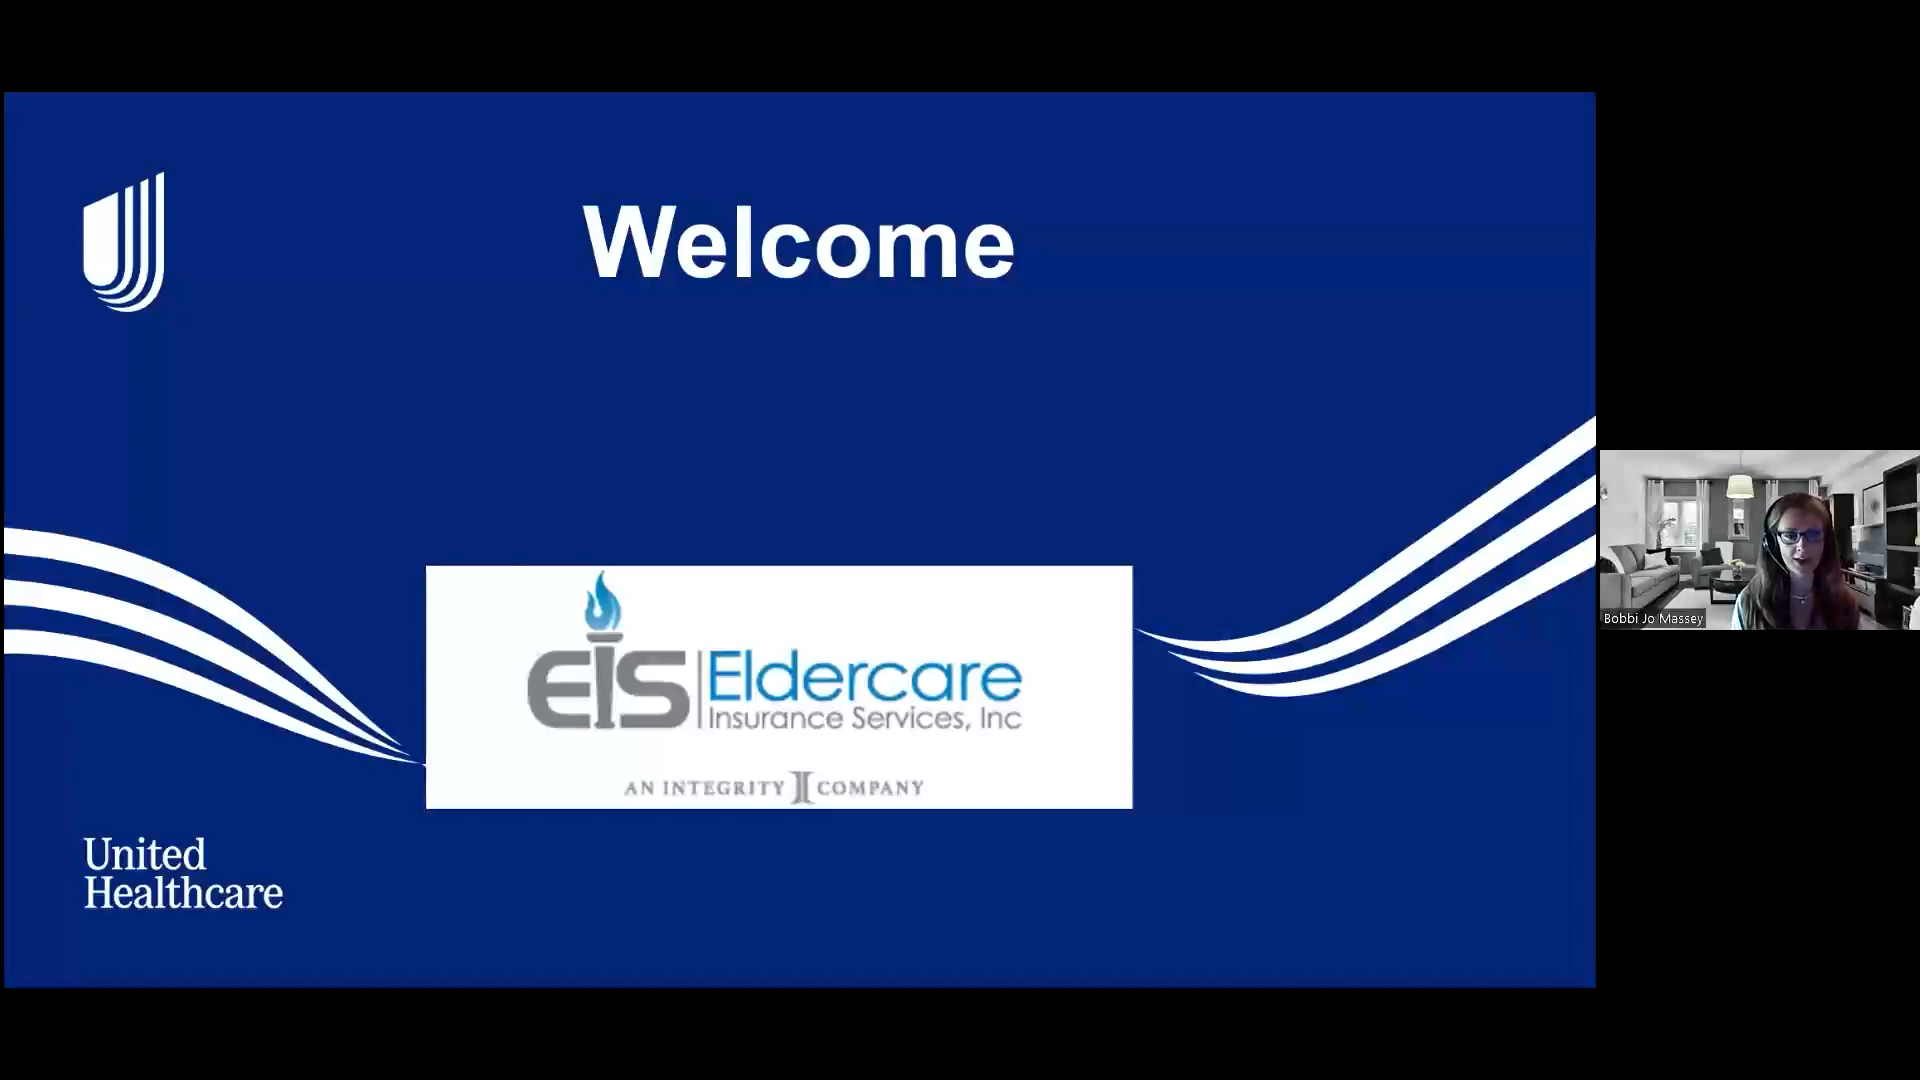 Welcome
EIS Eldercare
Insurance Services, Inc
AN INTEGRITY COMPANY
United
Healthcare
Bobbi Jo Massey